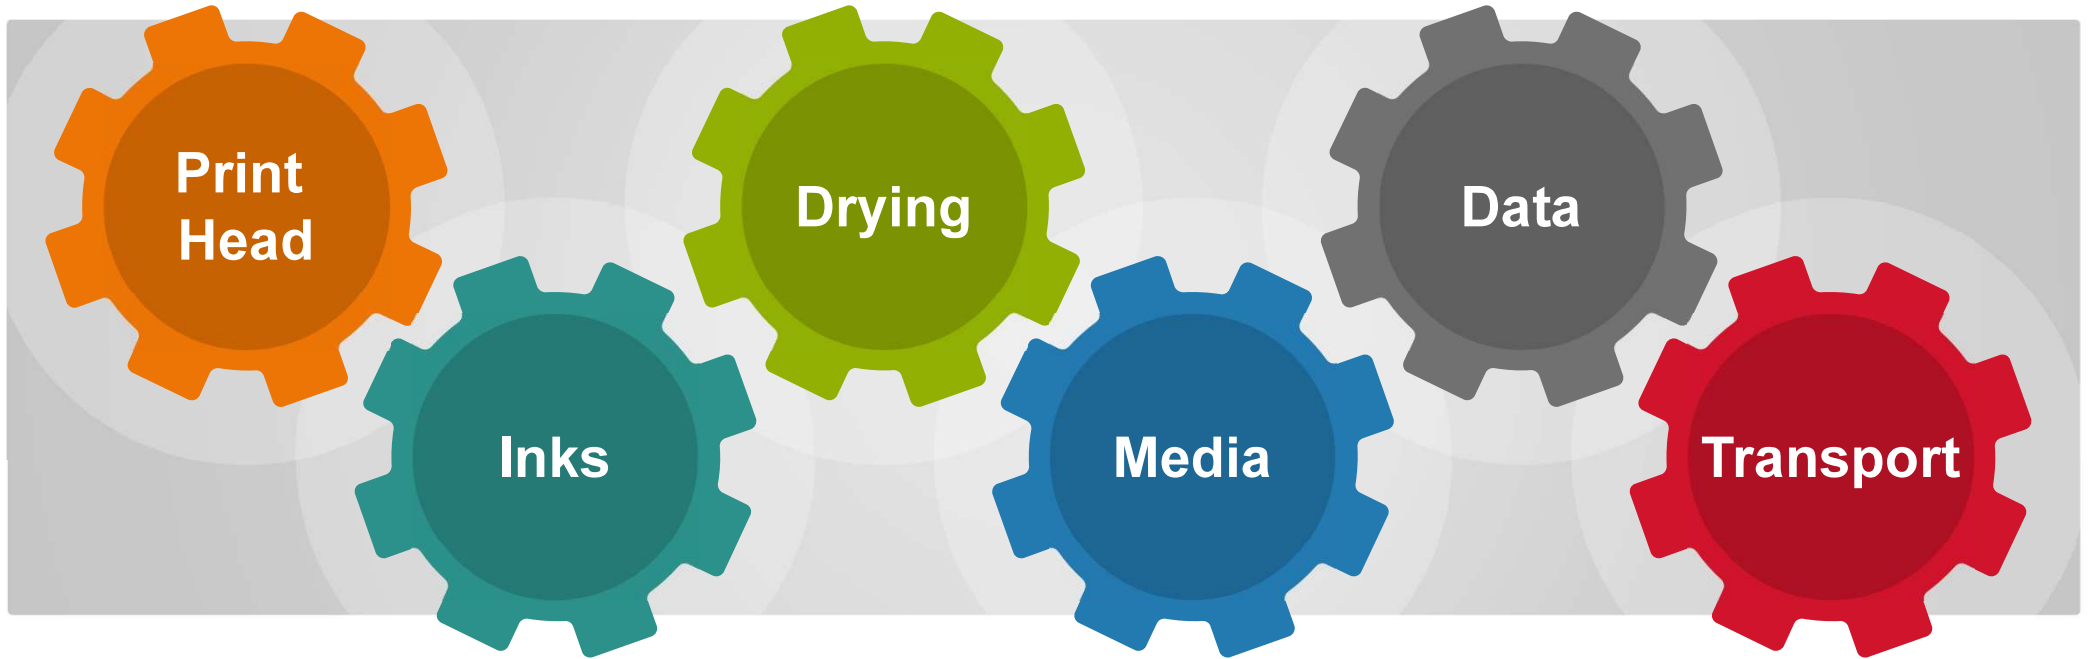 Print
Head
Inks
Drying
Media
Data
Transport